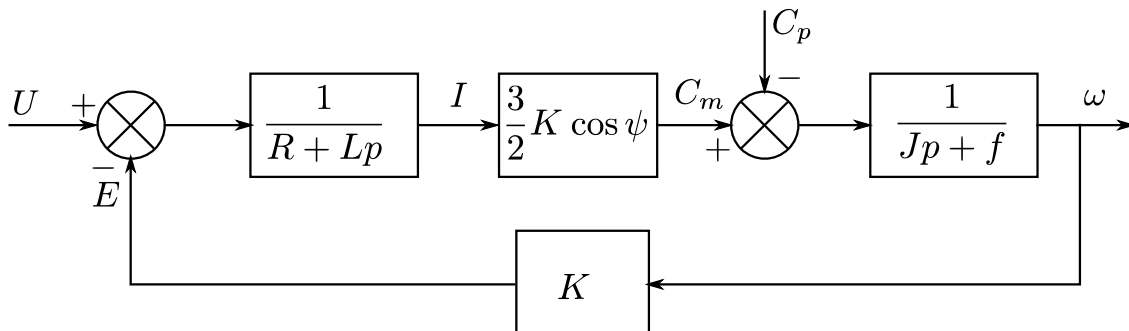 C_p
U + 1/(R + Lp) I 3/2 K cos ψ C_m − 1/(Jp + f) ω
+
−
E
K